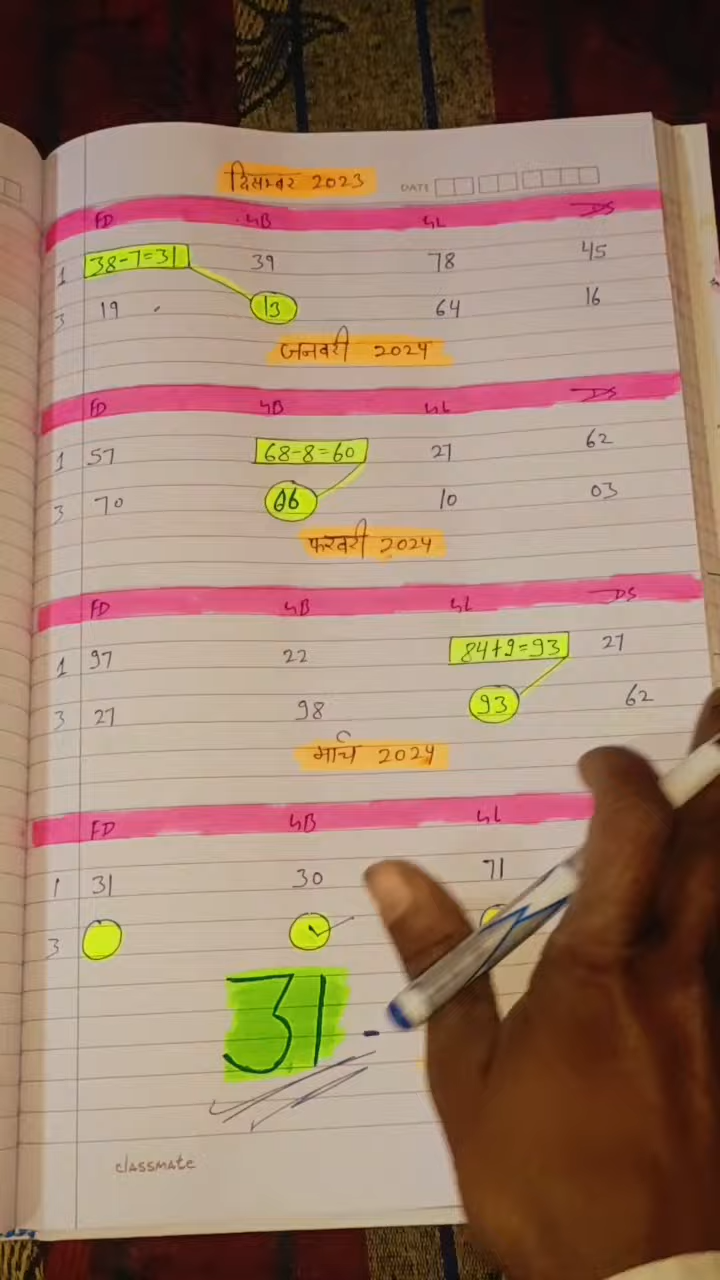 दिसम्बर 2023
DATE
FD GB GL DS
1 38-7=31 39 78 45
3 19 13 64 16
जनवरी 2024
FD GB GL DS
1 57 68-8=60 27 62
3 70 06 10 03
फरवरी 2024
FD GB GL DS
1 97 22 84+9=93 27
3 27 98 93 62
मार्च 2024
FD GB GL
1 31 30 71
3
31
classmate